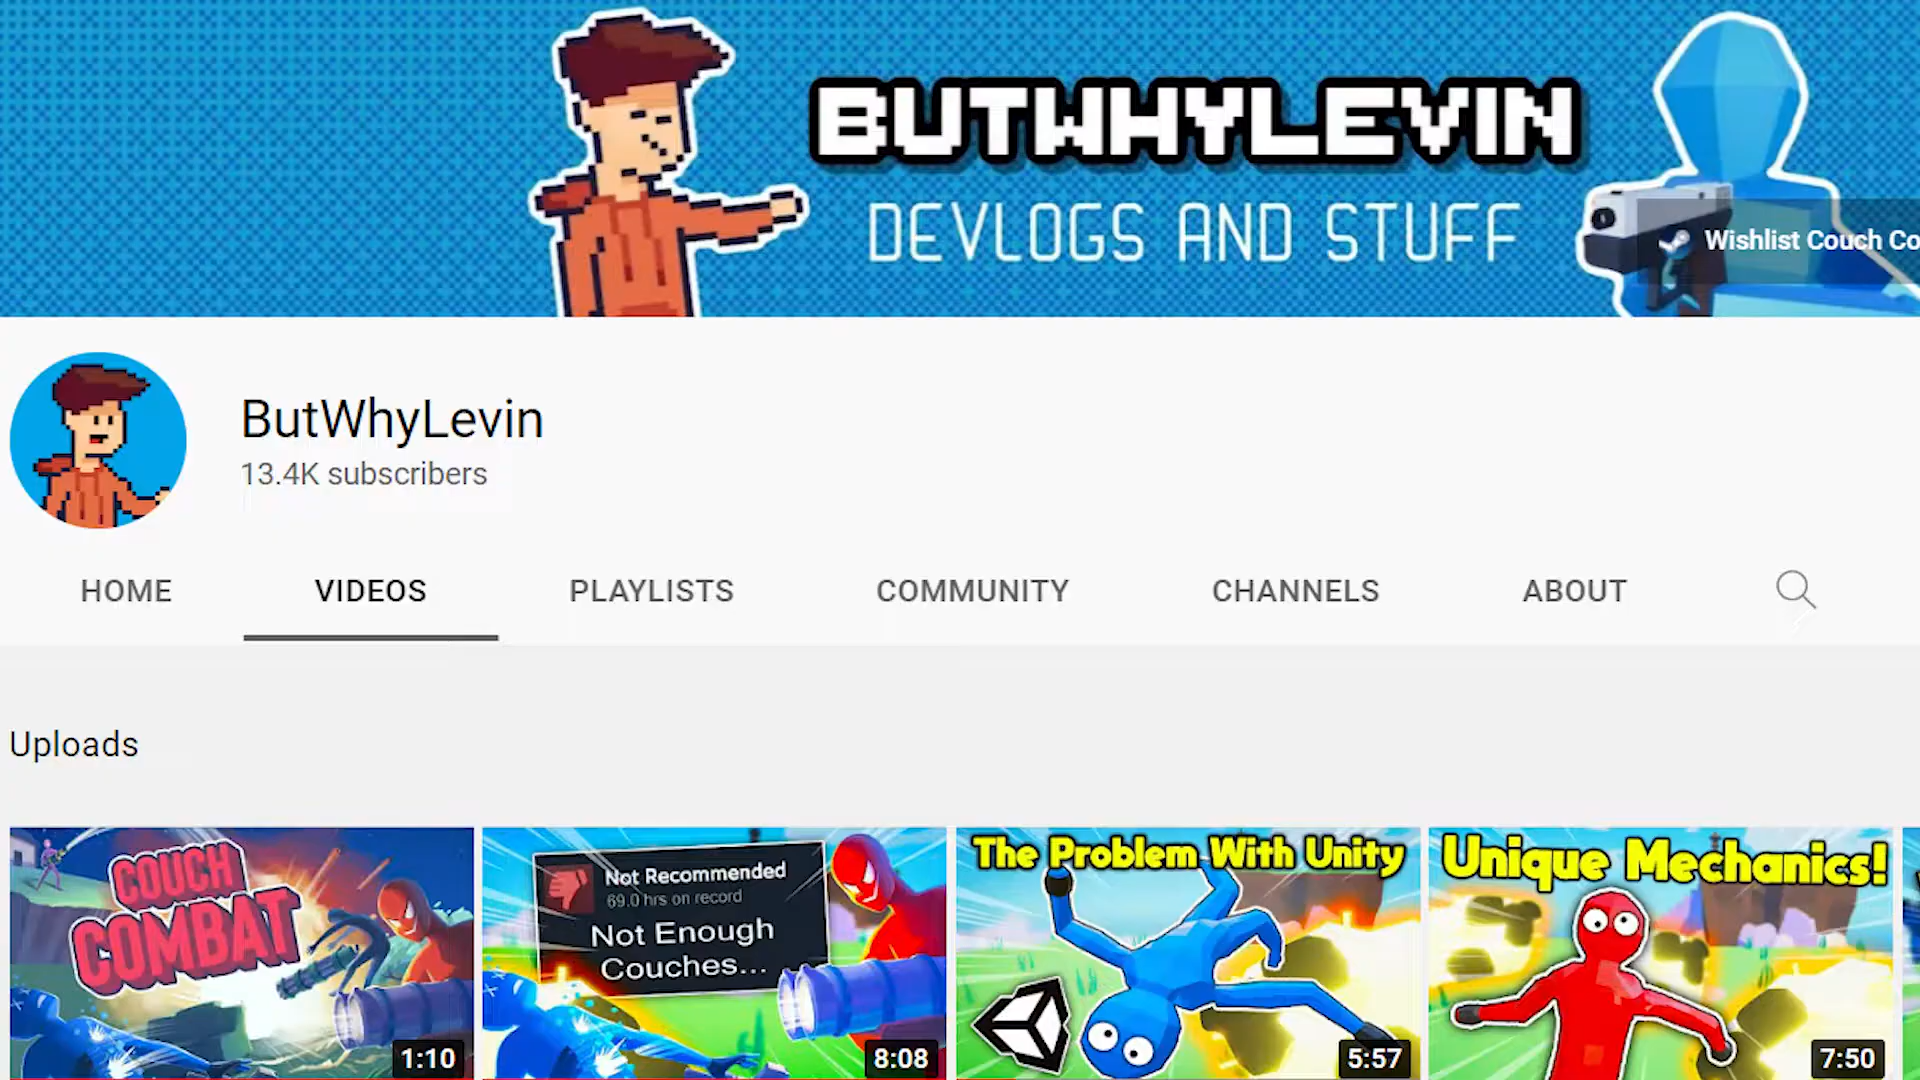 BUTWHYLEVIN
DEVLOGS AND STUFF
Wishlist Couch Co
ButWhyLevin
13.4K subscribers
HOME VIDEOS PLAYLISTS COMMUNITY CHANNELS ABOUT
Uploads
COUCH
COMBAT
1:10
Not Recommended
69.0 hrs on record
Not Enough
Couches...
8:08
The Problem With Unity
5:57
Unique Mechanics!
7:50